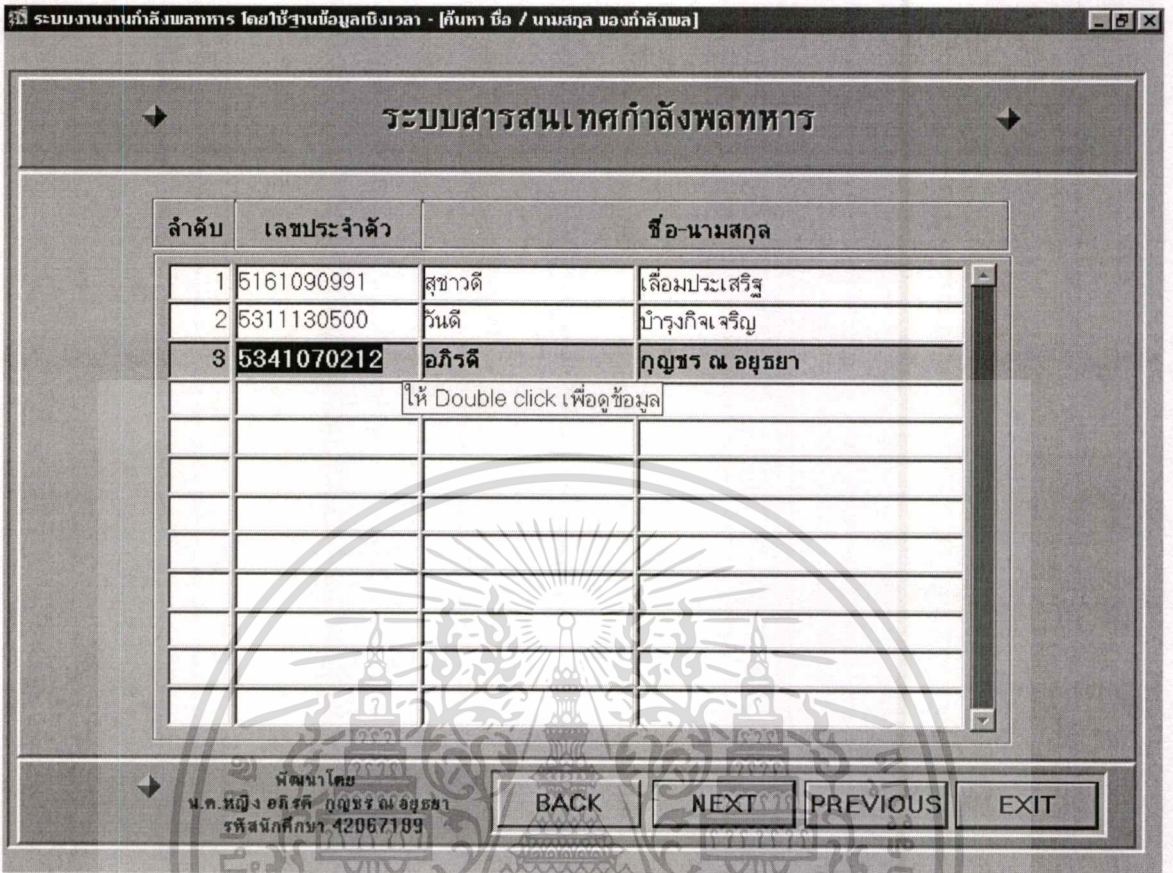 ระบบงานงานกำลังพลทหาร โดยใช้ฐานข้อมูลเชิงเวลา - [ค้นหา ชื่อ / นามสกุล ของกำลังพล]
ระบบสารสนเทศกำลังพลทหาร
ลำดับ เลขประจำตัว ชื่อ-นามสกุล
1 5161090991 สุชาวดี เลื่อมประเสริฐ
2 5311130500 วันดี บำรุงกิจเจริญ
3 5341070212 อภิรดี กุญชร ณ อยุธยา
ให้ Double click เพื่อดูข้อมูล
พัฒนาโดย
น.ต.หญิง อภิรดี กุญชร ณ อยุธยา
รหัสนักศึกษา 42067189
BACK NEXT PREVIOUS EXIT